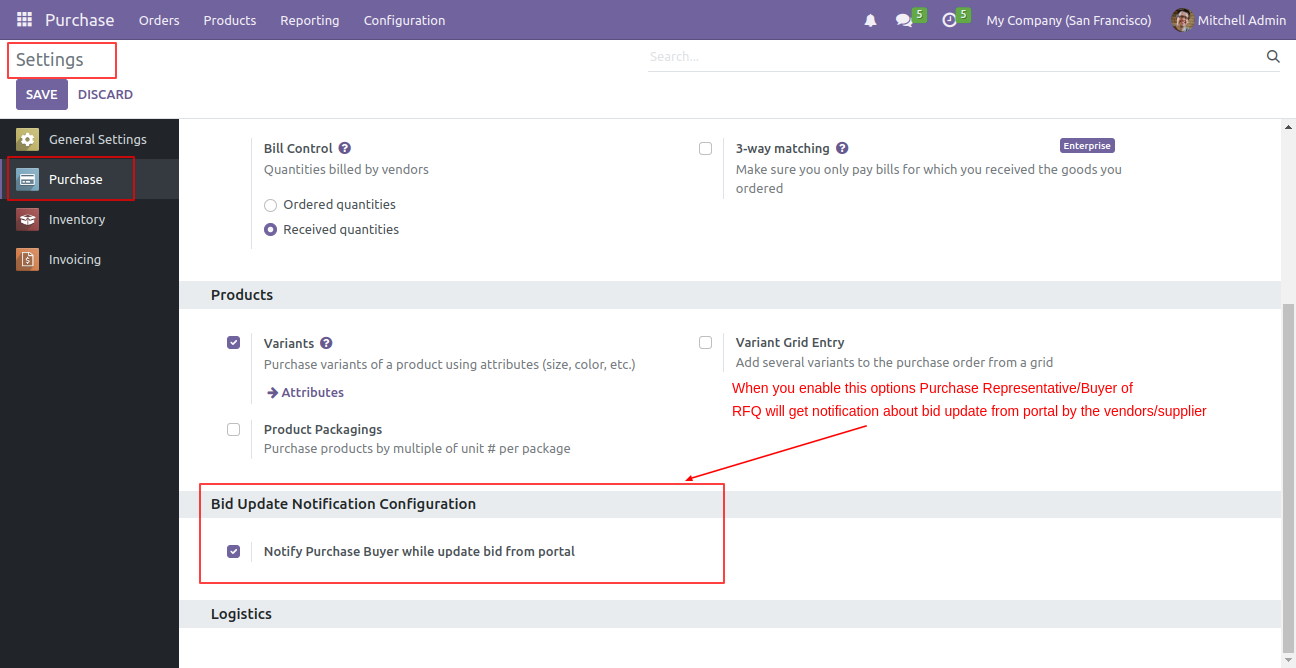 Purchase Orders Products Reporting Configuration 5 5 My Company (San Francisco) Mitchell Admin
Settings
Search...
SAVE DISCARD
General Settings
Purchase
Inventory
Invoicing
Bill Control ?
Quantities billed by vendors
Ordered quantities
Received quantities
3-way matching ? Enterprise
Make sure you only pay bills for which you received the goods you
ordered
Products
Variants ?
Purchase variants of a product using attributes (size, color, etc.)
Attributes
Variant Grid Entry
Add several variants to the purchase order from a grid
When you enable this options Purchase Representative/Buyer of
RFQ will get notification about bid update from portal by the vendors/supplier
Product Packagings
Purchase products by multiple of unit # per package
Bid Update Notification Configuration
Notify Purchase Buyer while update bid from portal
Logistics